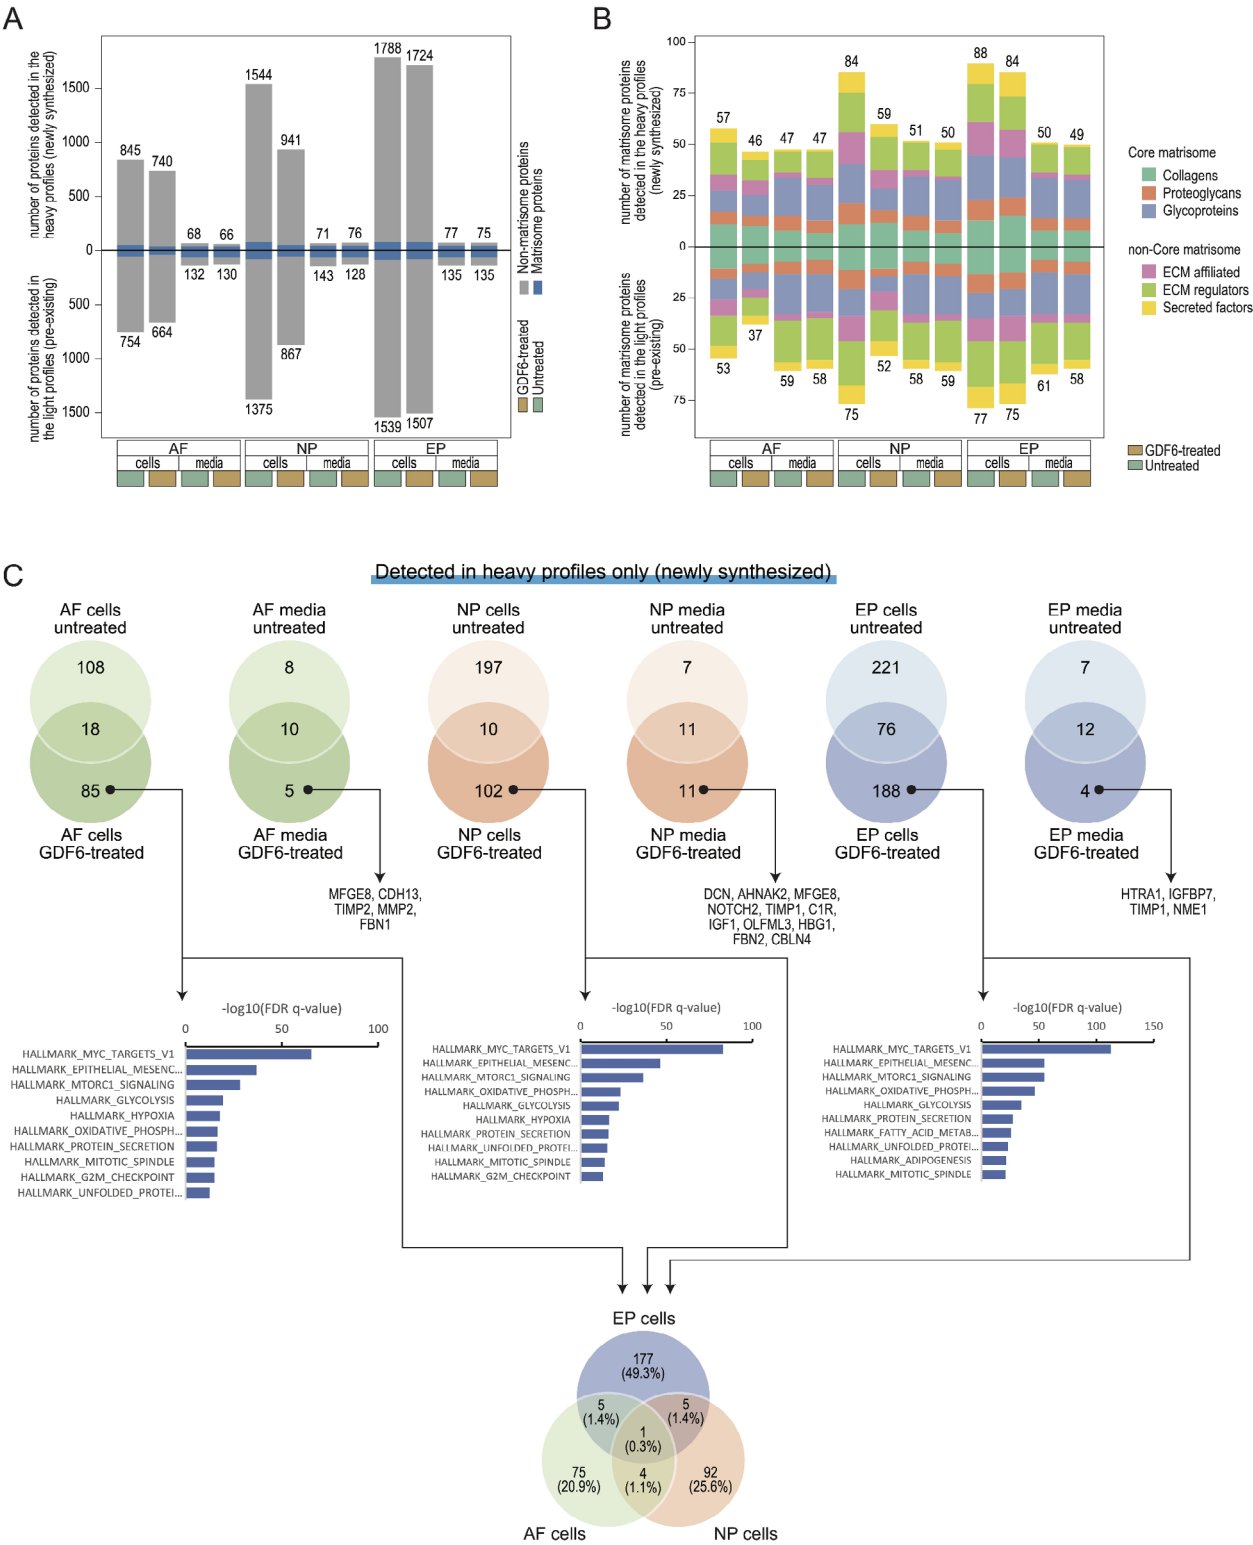 A
number of proteins detected in the
heavy profiles (newly synthesized)
number of proteins detected in
the light profiles (pre-existing)
1500
1000
500
0
500
1000
1500
845
740
68
66
1544
941
71
76
1788
1724
77
75
754
664
132
130
1375
867
143
128
1539
1507
135
135
AF
NP
EP
cells
media
cells
media
cells
media
Non-matrisome proteins
Matrisome proteins
GDF6-treated
Untreated
B
number of matrisome proteins
detected in the heavy profiles
(newly synthesized)
number of matrisome proteins
detected in the light profiles
(pre-existing)
100
75
50
25
0
25
50
75
57
46
47
47
84
59
51
50
88
84
50
49
53
37
59
58
75
52
58
59
77
75
61
58
AF
NP
EP
cells
media
cells
media
cells
media
Core matrisome
Collagens
Proteoglycans
Glycoproteins
non-Core matrisome
ECM affiliated
ECM regulators
Secreted factors
GDF6-treated
Untreated
C
Detected in heavy profiles only (newly synthesized)
AF cells
untreated
108
18
85
AF cells
GDF6-treated
AF media
untreated
8
10
5
AF media
GDF6-treated
NP cells
untreated
197
10
102
NP cells
GDF6-treated
NP media
untreated
7
11
11
NP media
GDF6-treated
EP cells
untreated
221
76
188
EP cells
GDF6-treated
EP media
untreated
7
12
4
EP media
GDF6-treated
MFGE8, CDH13,
TIMP2, MMP2,
FBN1
DCN, AHNAK2, MFGE8,
NOTCH2, TIMP1, C1R,
IGF1, OLFML3, HBG1,
FBN2, CBLN4
HTRA1, IGFBP7,
TIMP1, NME1
-log10(FDR q-value)
0
50
100
HALLMARK_MYC_TARGETS_V1
HALLMARK_EPITHELIAL_MESENC...
HALLMARK_MTORC1_SIGNALING
HALLMARK_GLYCOLYSIS
HALLMARK_HYPOXIA
HALLMARK_OXIDATIVE_PHOSPH...
HALLMARK_PROTEIN_SECRETION
HALLMARK_MITOTIC_SPINDLE
HALLMARK_G2M_CHECKPOINT
HALLMARK_UNFOLDED_PROTEI...
-log10(FDR q-value)
0
50
100
HALLMARK_MYC_TARGETS_V1
HALLMARK_EPITHELIAL_MESENC...
HALLMARK_MTORC1_SIGNALING
HALLMARK_OXIDATIVE_PHOSPH...
HALLMARK_GLYCOLYSIS
HALLMARK_HYPOXIA
HALLMARK_PROTEIN_SECRETION
HALLMARK_UNFOLDED_PROTEI...
HALLMARK_MITOTIC_SPINDLE
HALLMARK_G2M_CHECKPOINT
-log10(FDR q-value)
0
50
100
150
HALLMARK_MYC_TARGETS_V1
HALLMARK_EPITHELIAL_MESENC...
HALLMARK_MTORC1_SIGNALING
HALLMARK_OXIDATIVE_PHOSPH...
HALLMARK_GLYCOLYSIS
HALLMARK_PROTEIN_SECRETION
HALLMARK_FATTY_ACID_METAB...
HALLMARK_UNFOLDED_PROTEI...
HALLMARK_ADIPOGENESIS
HALLMARK_MITOTIC_SPINDLE
EP cells
177
(49.3%)
5
(1.4%)
5
(1.4%)
1
(0.3%)
75
(20.9%)
4
(1.1%)
92
(25.6%)
AF cells
NP cells